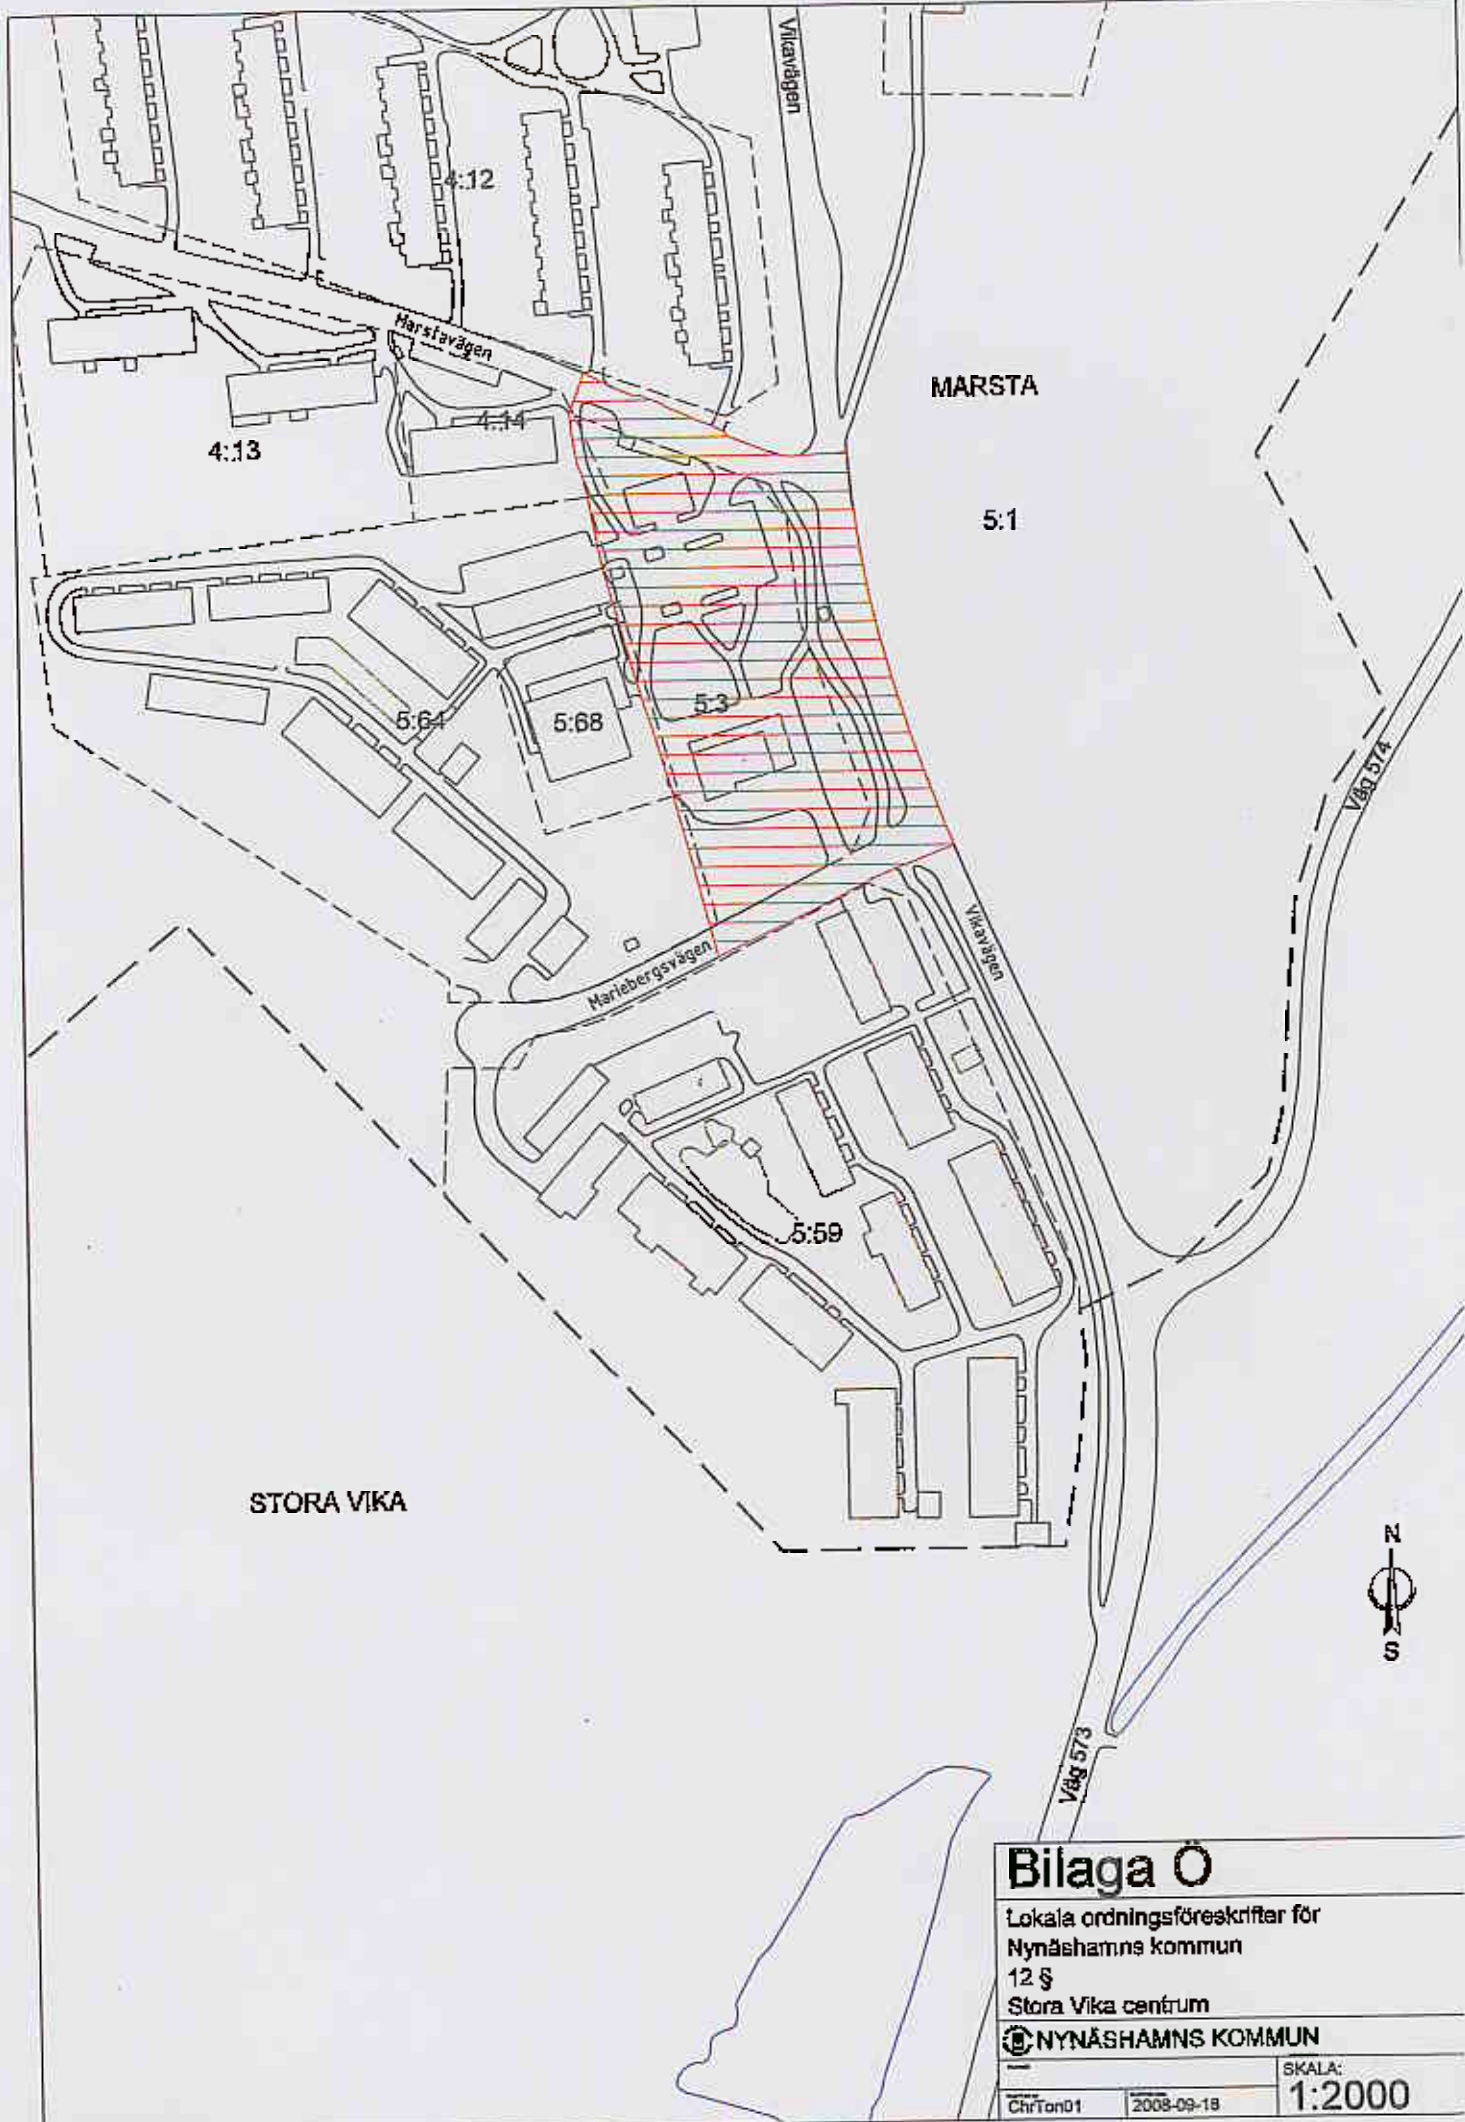 Vikavägen
4:12
Marstavägen
MARSTA
4:14
4:13
5:1
5:3
5:64
5:68
Väg 574
Vikavägen
Mariebergsvägen
5:59
STORA VIKA
N
S
Väg 573
Bilaga Ö
Lokala ordningsföreskrifter för
Nynäshamns kommun
12 §
Stora Vika centrum
NYNÄSHAMNS KOMMUN
SKALA:
1:2000
ChrTon01
2008-09-18